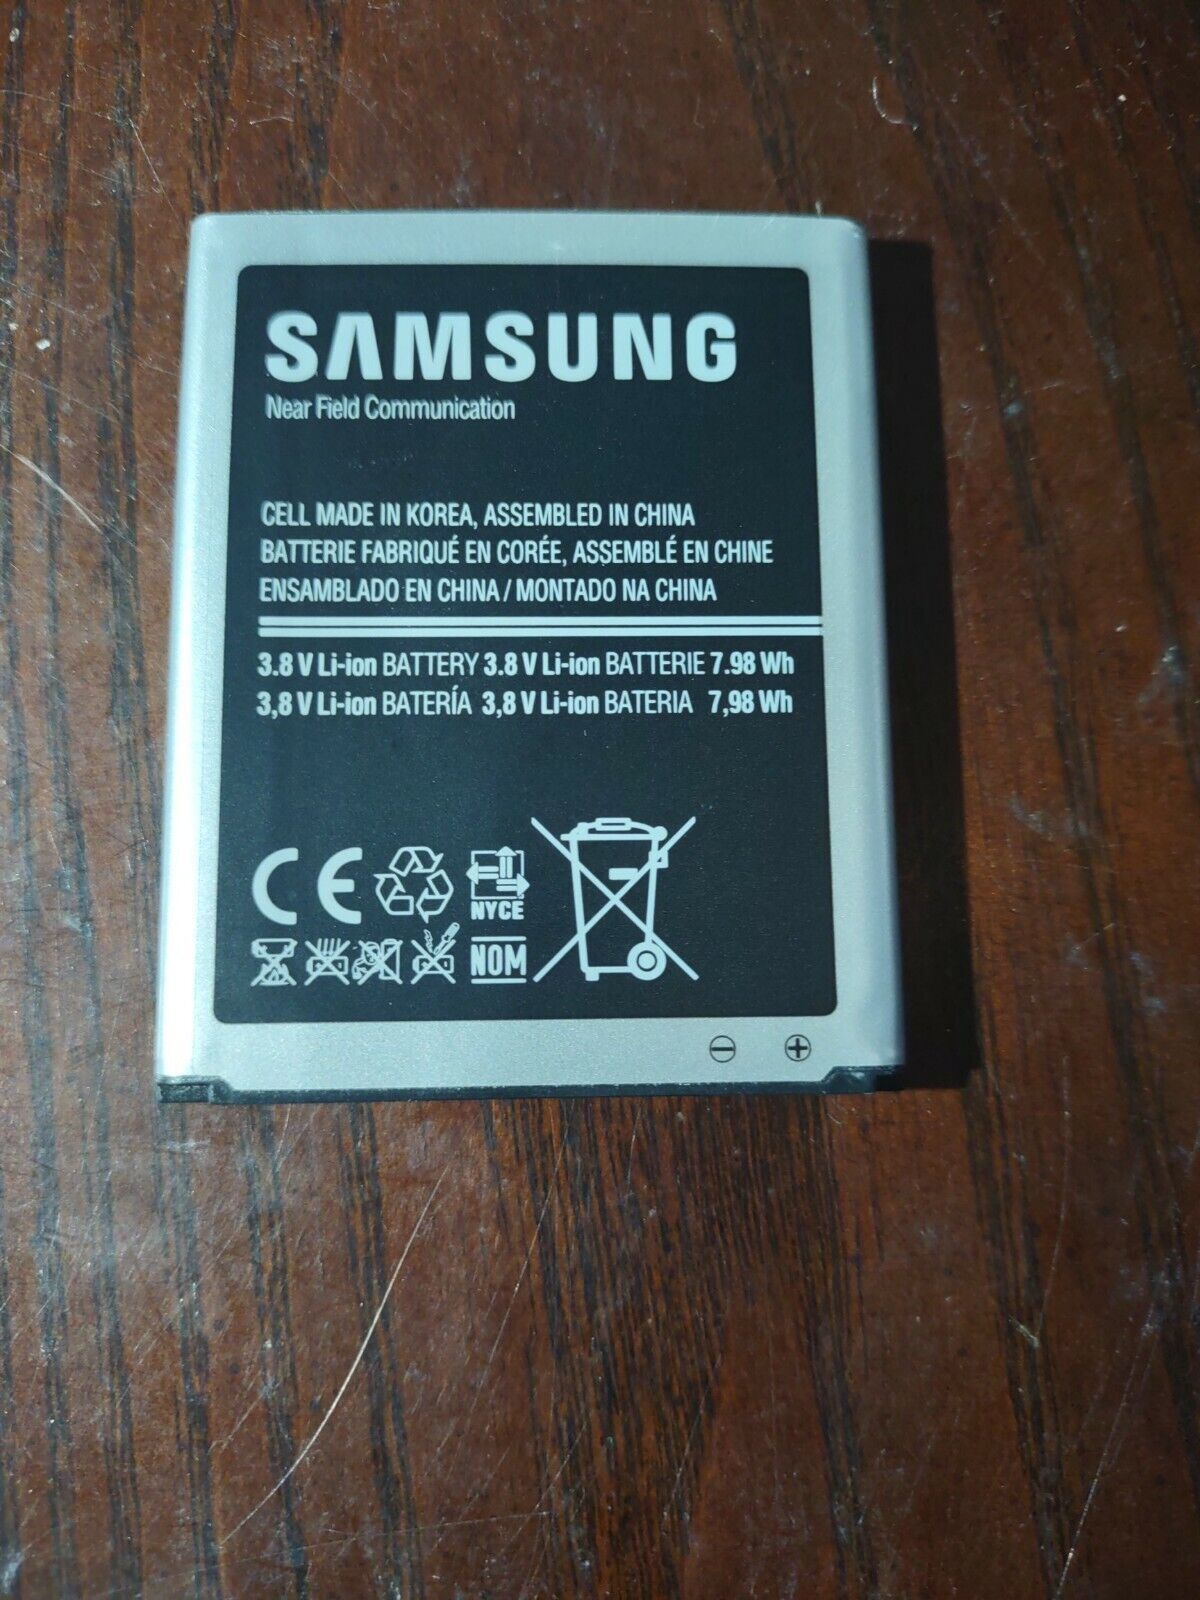 SAMSUNG
Near Field Communication
CELL MADE IN KOREA, ASSEMBLED IN CHINA
BATTERIE FABRIQUÉ EN CORÉE, ASSEMBLÉ EN CHINE
ENSAMBLADO EN CHINA / MONTADO NA CHINA
3.8 V Li-ion BATTERY 3.8 V Li-ion BATTERIE 7.98 Wh
3,8 V Li-ion BATERÍA 3,8 V Li-ion BATERIA 7,98 Wh
CE
NYCE
NOM